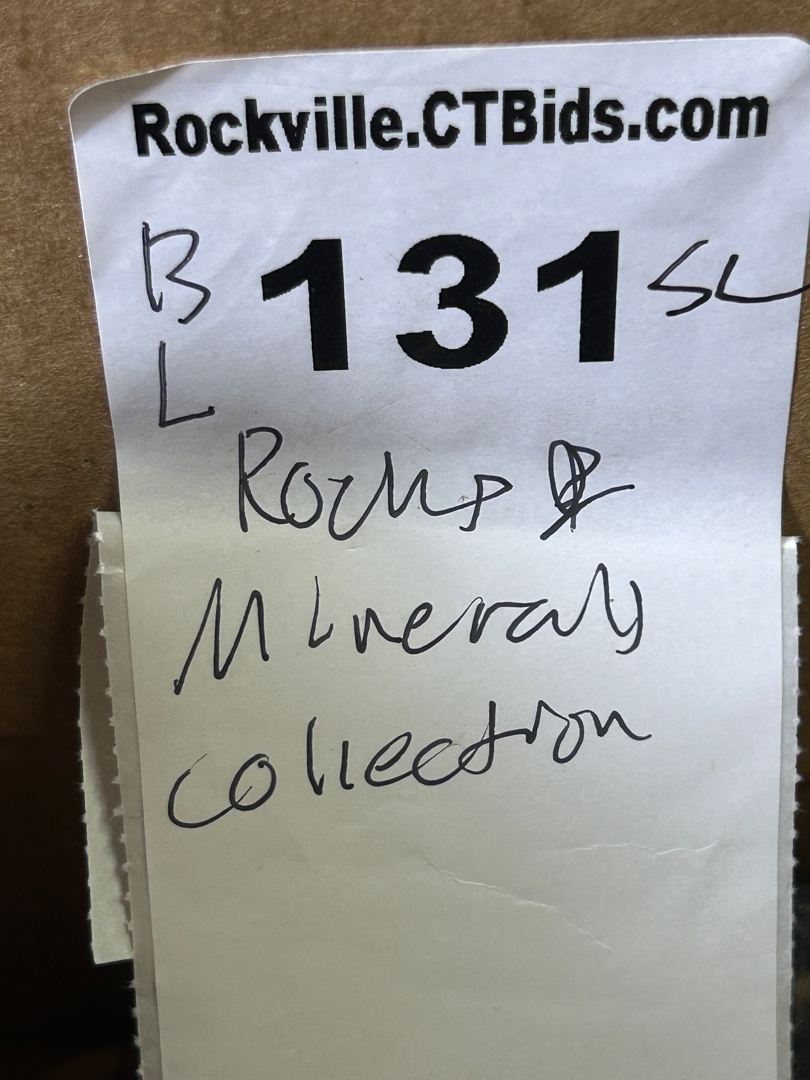 Rockville.CTBids.com
B 131 SL
L
Rocks &
Minerals
Collection